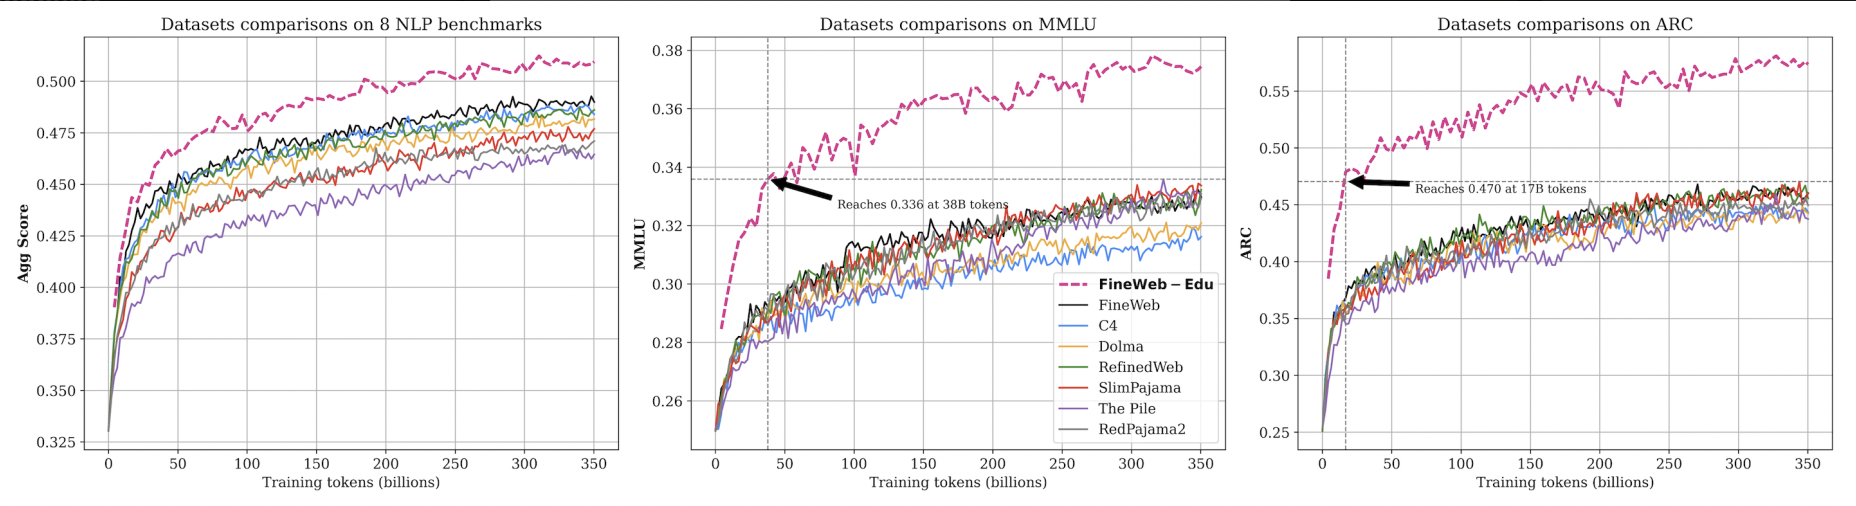 Datasets comparisons on 8 NLP benchmarks
Agg Score
0.500
0.475
0.450
0.425
0.400
0.375
0.350
0.325
0 50 100 150 200 250 300 350
Training tokens (billions)
Datasets comparisons on MMLU
MMLU
0.38
0.36
0.34
0.32
0.30
0.28
0.26
Reaches 0.336 at 38B tokens
FineWeb – Edu
FineWeb
C4
Dolma
RefinedWeb
SlimPajama
The Pile
RedPajama2
0 50 100 150 200 250 300 350
Training tokens (billions)
Datasets comparisons on ARC
ARC
0.55
0.50
0.45
0.40
0.35
0.30
0.25
Reaches 0.470 at 17B tokens
0 50 100 150 200 250 300 350
Training tokens (billions)